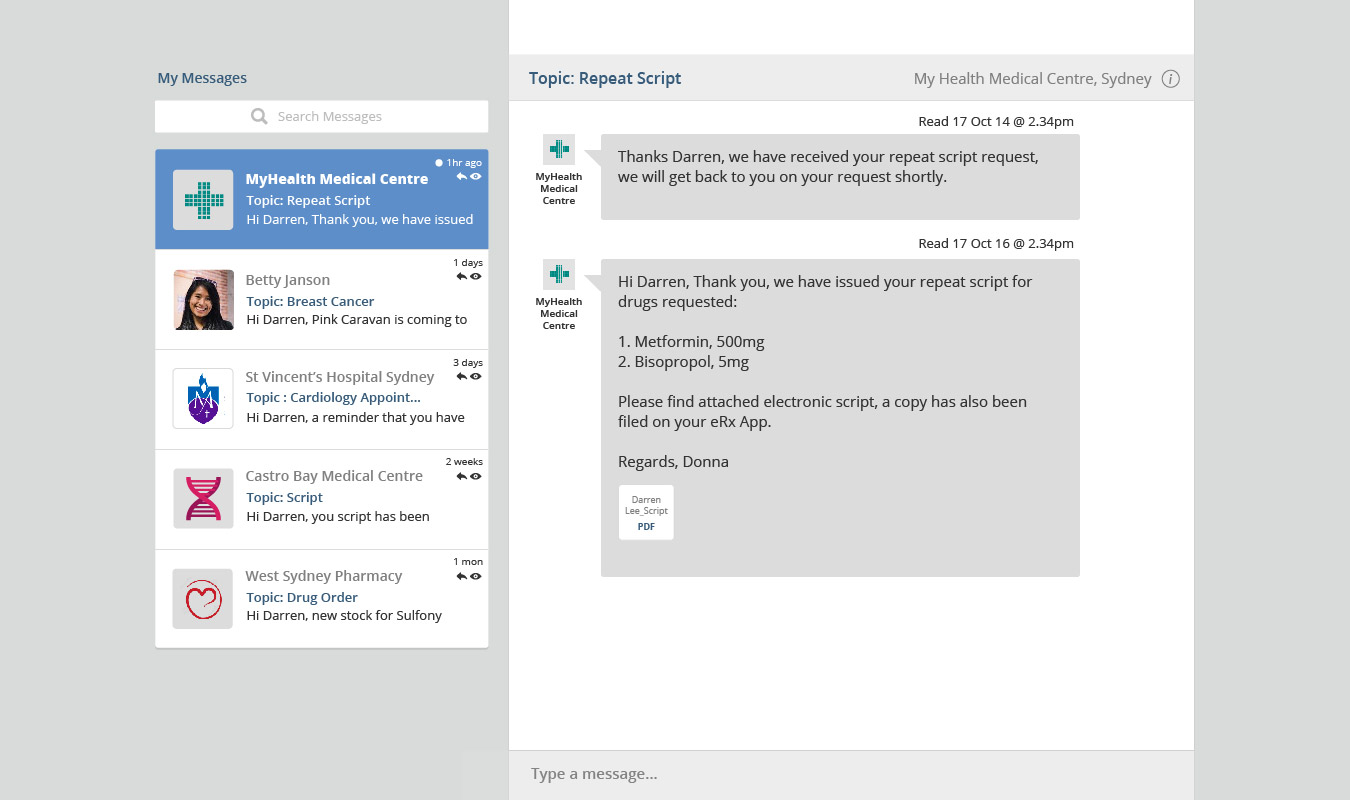 My Messages
Search Messages
1hr ago
MyHealth Medical Centre
Topic: Repeat Script
Hi Darren, Thank you, we have issued
1 days
Betty Janson
Topic: Breast Cancer
Hi Darren, Pink Caravan is coming to
3 days
St Vincent’s Hospital Sydney
Topic : Cardiology Appoint...
Hi Darren, a reminder that you have
2 weeks
Castro Bay Medical Centre
Topic: Script
Hi Darren, you script has been
1 mon
West Sydney Pharmacy
Topic: Drug Order
Hi Darren, new stock for Sulfony
Topic: Repeat Script
My Health Medical Centre, Sydney i
Read 17 Oct 14 @ 2.34pm
MyHealth
Medical
Centre
Thanks Darren, we have received your repeat script request,
we will get back to you on your request shortly.
Read 17 Oct 16 @ 2.34pm
MyHealth
Medical
Centre
Hi Darren, Thank you, we have issued your repeat script for
drugs requested:
1. Metformin, 500mg
2. Bisopropol, 5mg
Please find attached electronic script, a copy has also been
filed on your eRx App.
Regards, Donna
Darren
Lee_Script
PDF
Type a message...